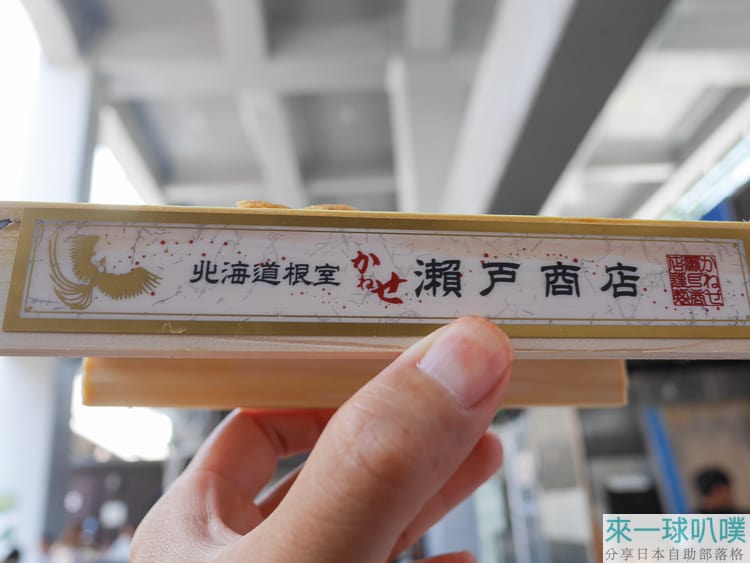 北海道根室 かねせ 瀬戸商店
來一球叭噗
分享日本自助部落格